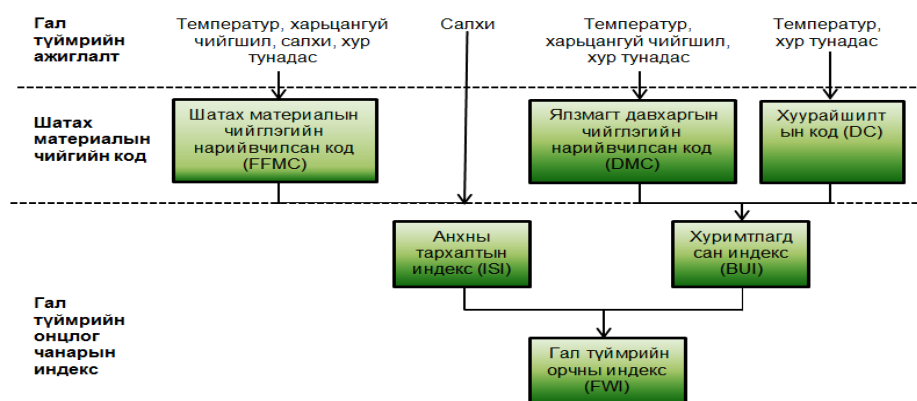 Гал
түймрийн
ажиглалт
Температур, харьцангуй
чийгшил, салхи, хур
тунадас
Салхи
Температур,
харьцангуй чийгшил,
хур тунадас
Температур,
хур тунадас
Шатах
материалын
чийгийн код
Шатах материалын
чийглэгийн
нарийвчилсан код
(FFMC)
Ялзмагт давхаргын
чийглэгийн
нарийвчилсан код
(DMC)
Хуурайшилт
ын код (DC)
Гал
түймрийн
онцлог
чанарын
индекс
Анхны
тархалтын
индекс (ISI)
Хуримтлагд
сан индекс
(BUI)
Гал түймрийн
орчны индекс
(FWI)